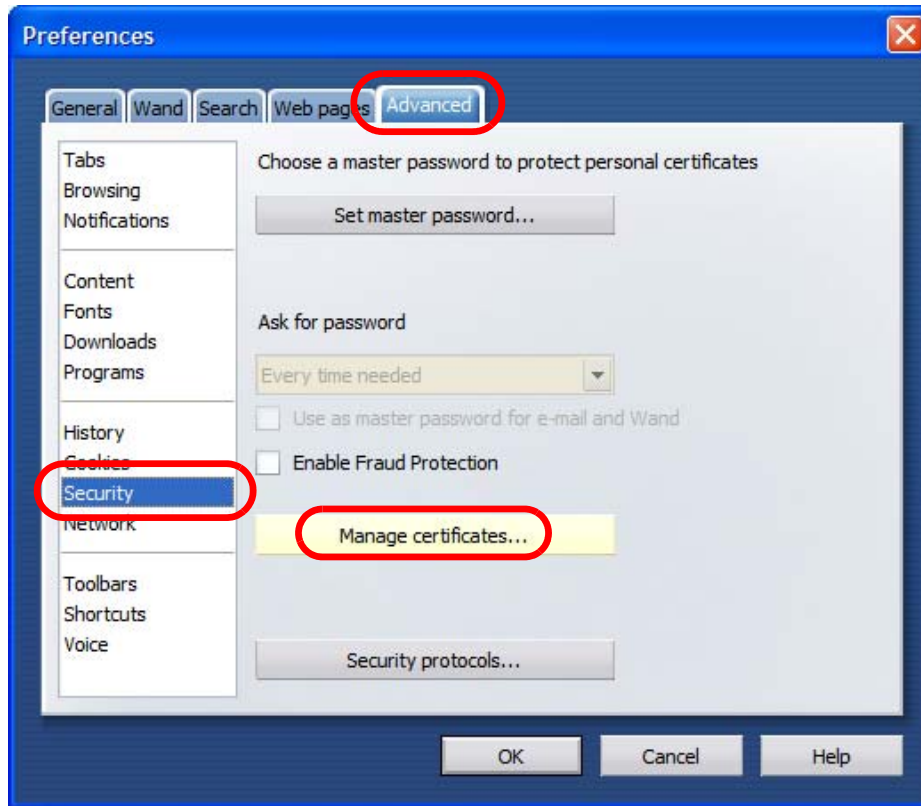 Preferences
General Wand Search Web pages Advanced
Tabs
Browsing
Notifications
Content
Fonts
Downloads
Programs
History
Cookies
Security
Network
Toolbars
Shortcuts
Voice
Choose a master password to protect personal certificates
Set master password...
Ask for password
Every time needed
Use as master password for e-mail and Wand
Enable Fraud Protection
Manage certificates...
Security protocols...
OK Cancel Help